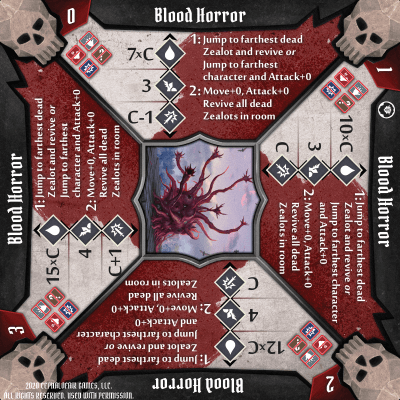 0
Blood Horror
7xC
3
C-1
1: Jump to farthest dead
Zealot and revive or
Jump to farthest
character and Attack+0
2: Move+0, Attack+0
Revive all dead
Zealots in room
1
Blood Horror
10xC
3
C
1: Jump to farthest dead
Zealot and revive or
Jump to farthest character
and Attack+0
2: Move+0, Attack+0
Revive all dead
Zealots in room
2
Blood Horror
12xC
4
C
1: Jump to farthest dead
Zealot and revive or
Jump to farthest character
and Attack+0
2: Move+0, Attack+0
Revive all dead
Zealots in room
3
Blood Horror
15xC
4
C+1
1: Jump to farthest dead
Zealot and revive or
Jump to farthest
character and Attack+0
2: Move+0, Attack+0
Revive all dead
Zealots in room
2020 CEPHALOFAIR GAMES, LLC.
ALL RIGHTS RESERVED. USED WITH PERMISSION.